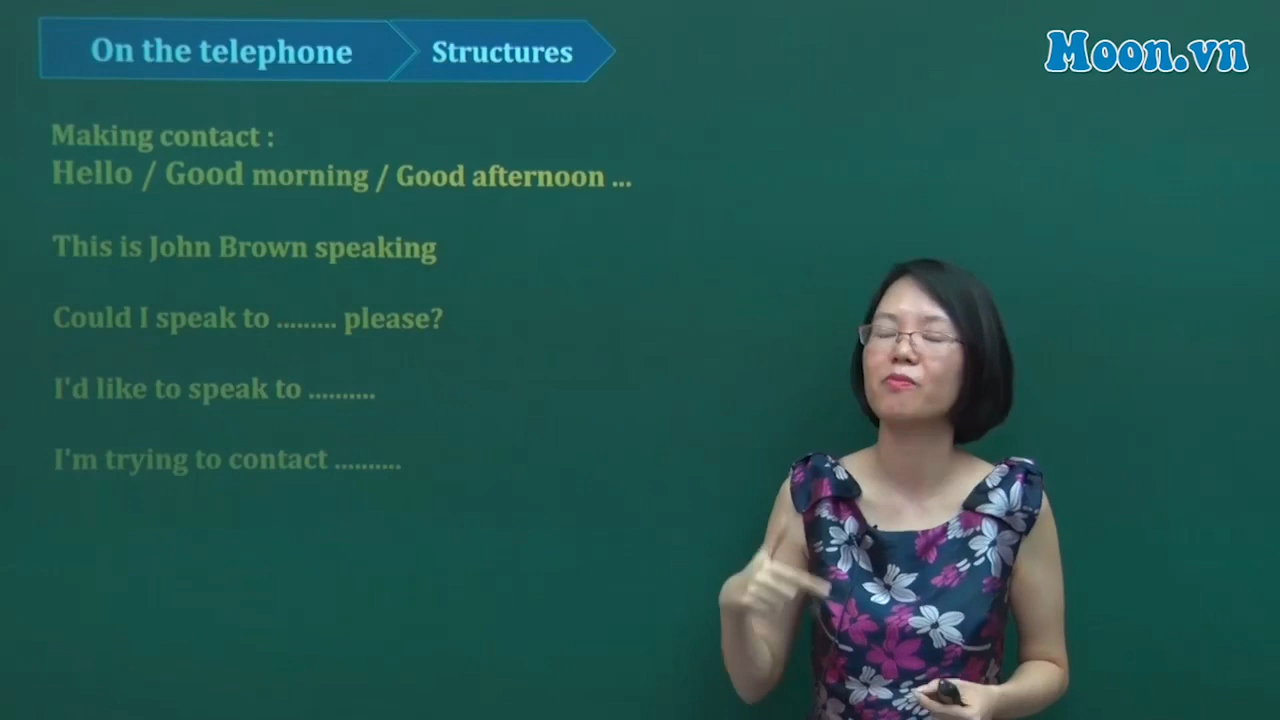 On the telephone
Structures
Moon.vn
Making contact :
Hello / Good morning / Good afternoon ...
This is John Brown speaking
Could I speak to ......... please?
I'd like to speak to ..........
I'm trying to contact ..........